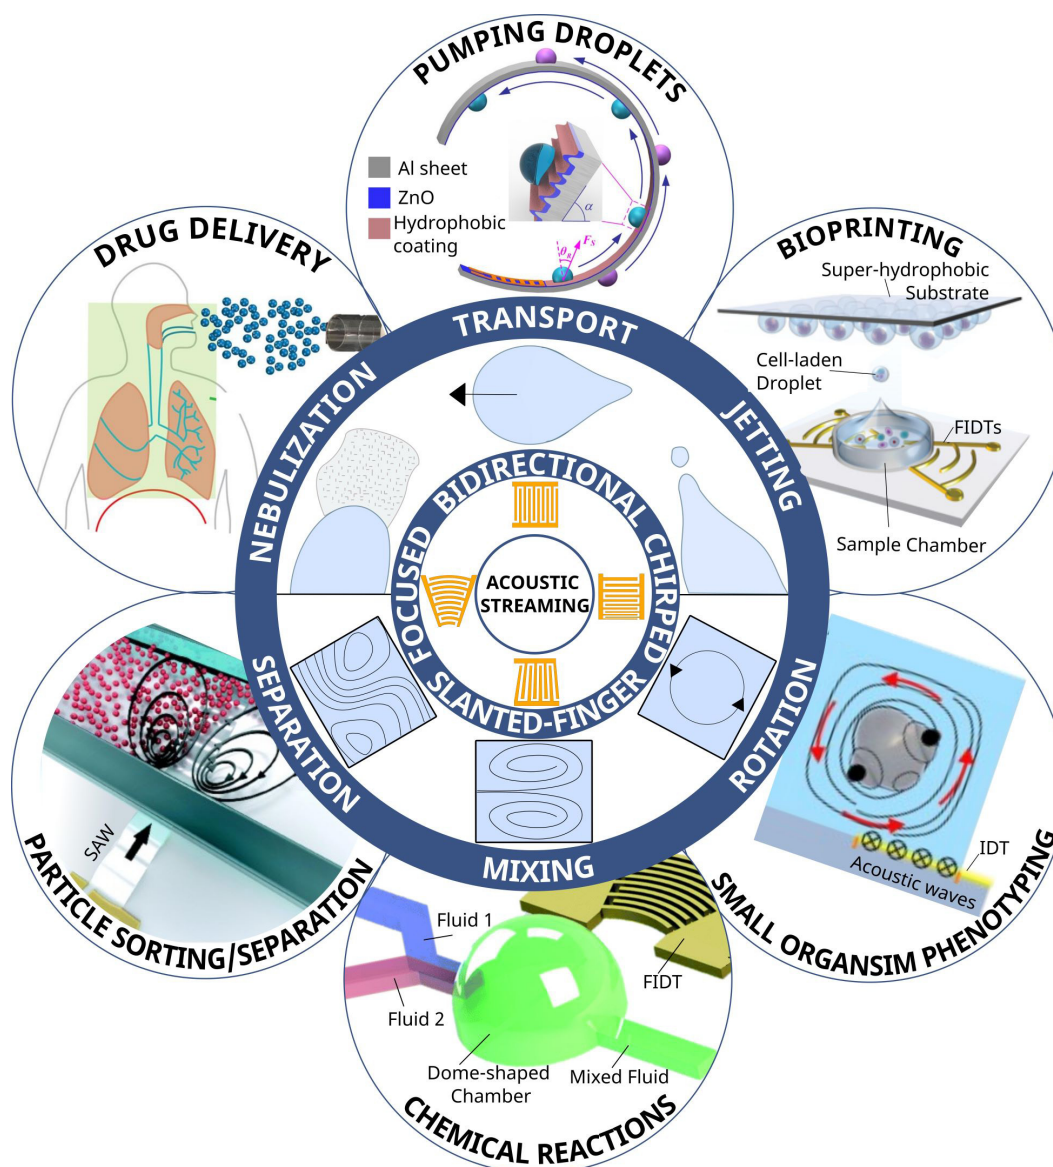 PUMPING DROPLETS
Al sheet
ZnO
Hydrophobic
coating
α
θR
FS
DRUG DELIVERY
BIOPRINTING
Super-hydrophobic
Substrate
Cell-laden
Droplet
FIDTs
Sample Chamber
TRANSPORT
NEBULIZATION
JETTING
SEPARATION
ROTATION
MIXING
BIDIRECTIONAL
FOCUSED
CHIRPED
SLANTED-FINGER
ACOUSTIC
STREAMING
SAW
PARTICLE SORTING/SEPARATION
IDT
Acoustic waves
SMALL ORGANSIM PHENOTYPING
Fluid 1
Fluid 2
FIDT
Dome-shaped
Chamber
Mixed Fluid
CHEMICAL REACTIONS